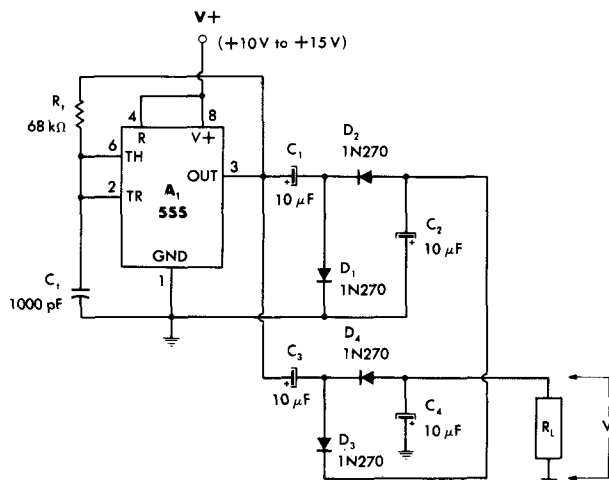 V+
(+10V to +15V)
R₁
68 kΩ
4
8
R
V+
6
TH
2
TR
A₁
555
OUT
3
GND
1
C₁
1000 pF
C₁
+
10 μF
D₂
1N270
D₁
1N270
C₂
+
10 μF
C₃
+
10 μF
D₄
1N270
D₃
1N270
C₄
+
10 μF
R_L
V